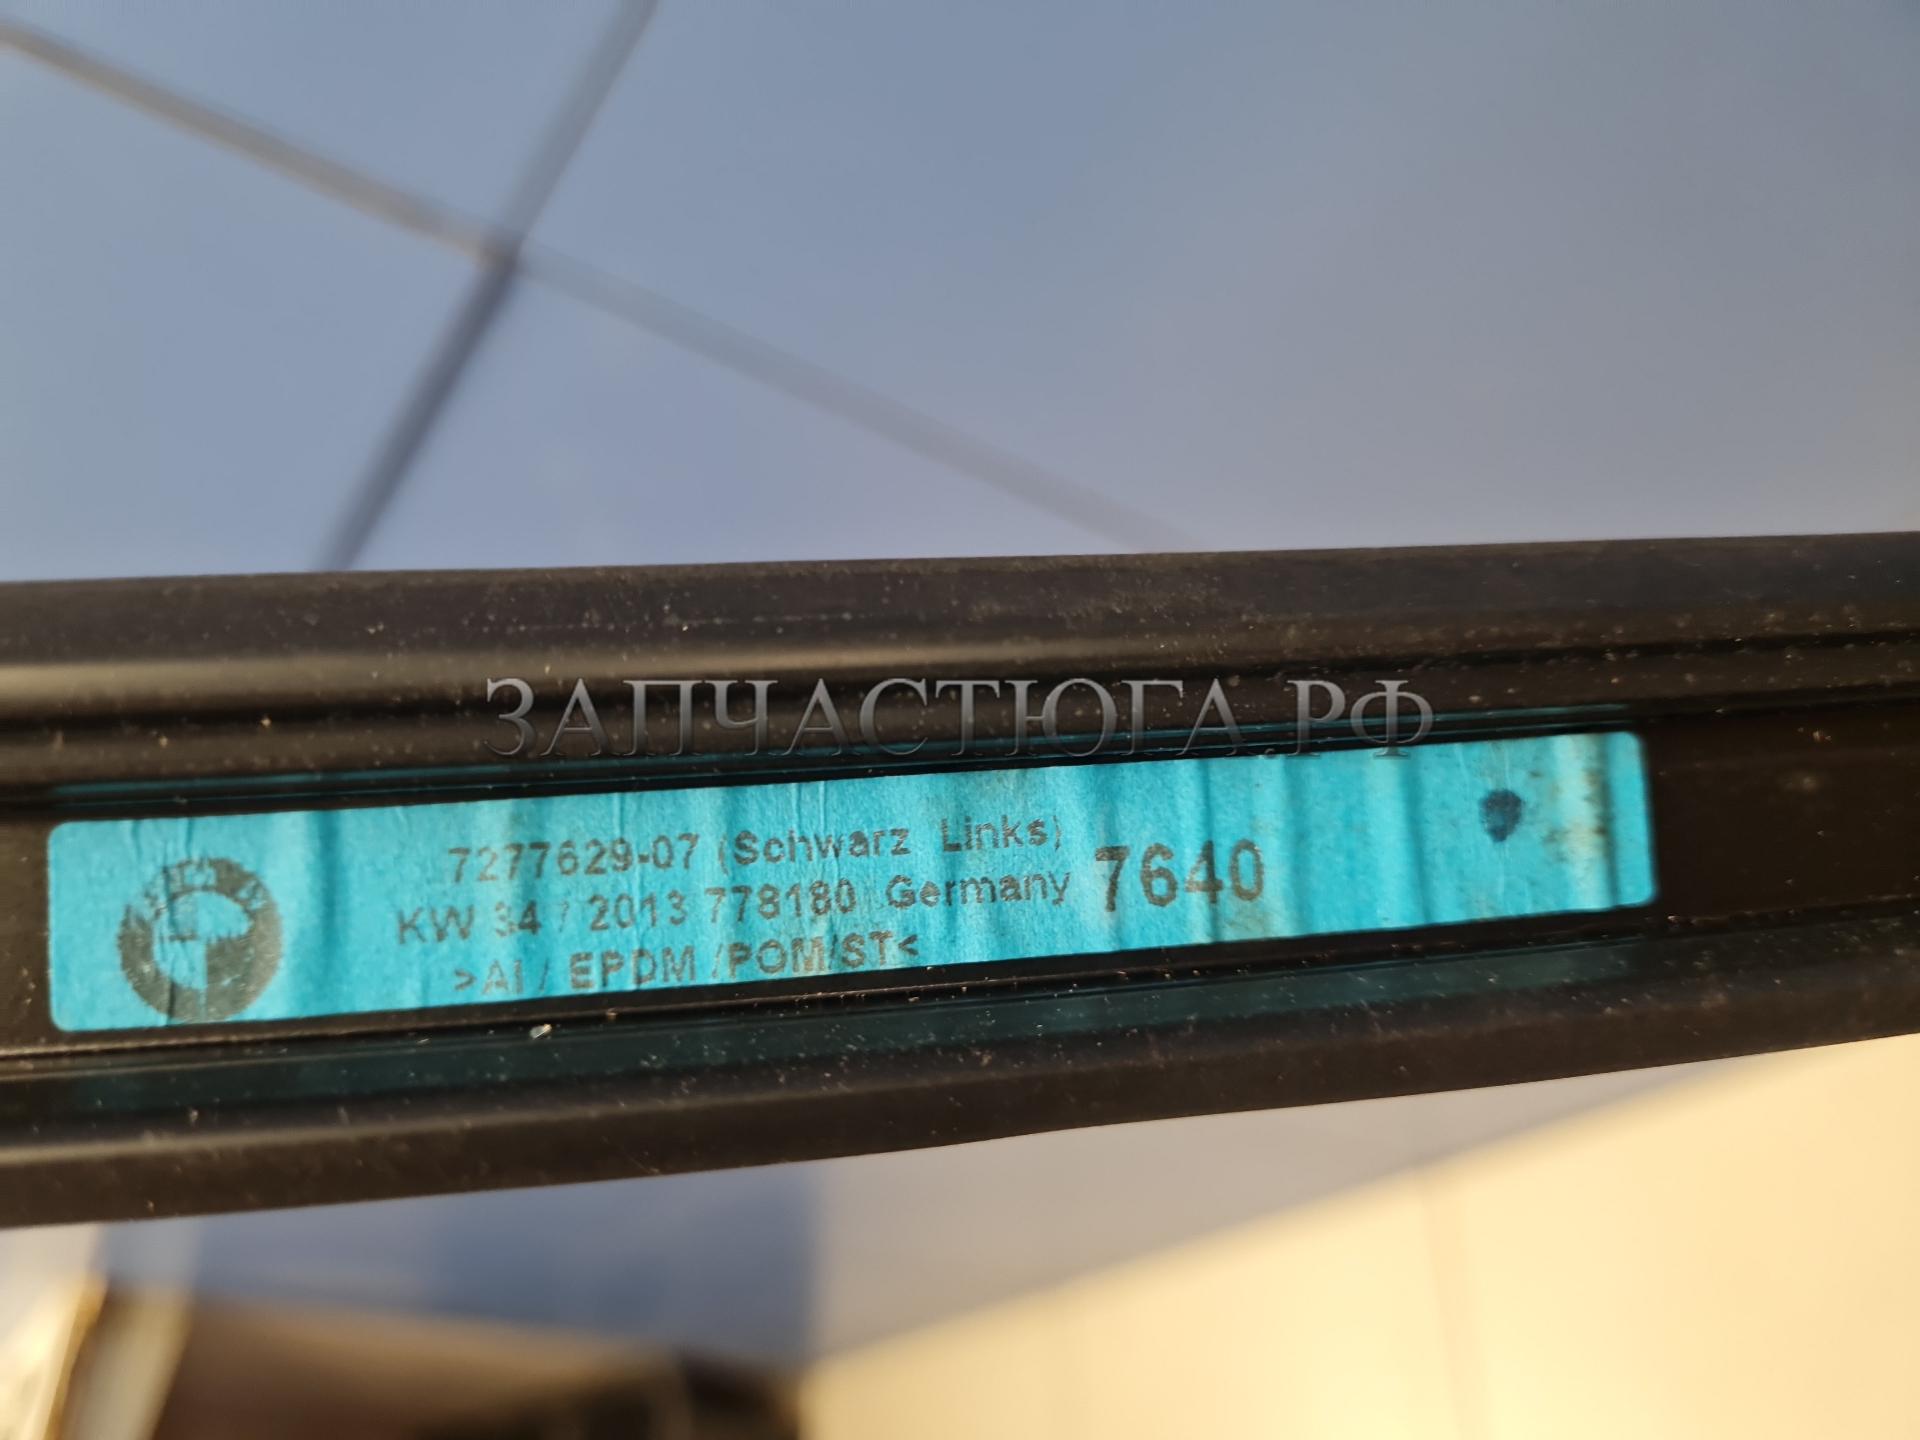 ЗАПЧАСТЮГА.РФ
7277629-07 (Schwarz Links)
KW 34 / 2013 778180 Germany 7640
>Al / EPDM /POM/ST<